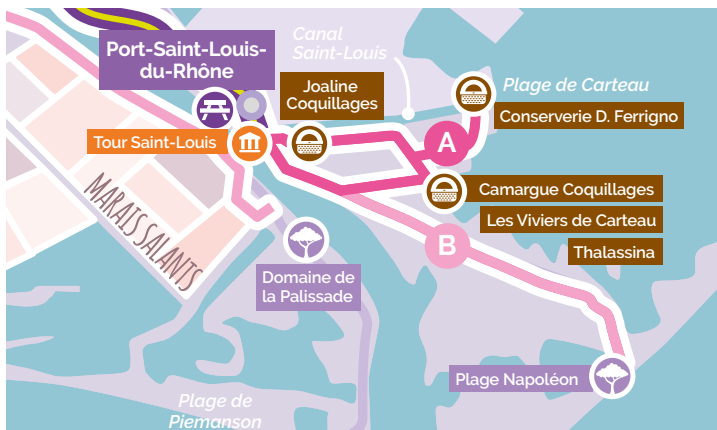 Canal
Saint-Louis
Port-Saint-Louis-
du-Rhône
Joaline
Coquillages
Plage de Carteau
Conserverie D. Ferrigno
Tour Saint-Louis
A
Camargue Coquillages
Les Viviers de Carteau
Thalassina
MARAIS SALANTS
B
Domaine de
la Palissade
Plage Napoléon
Plage de
Piemanson